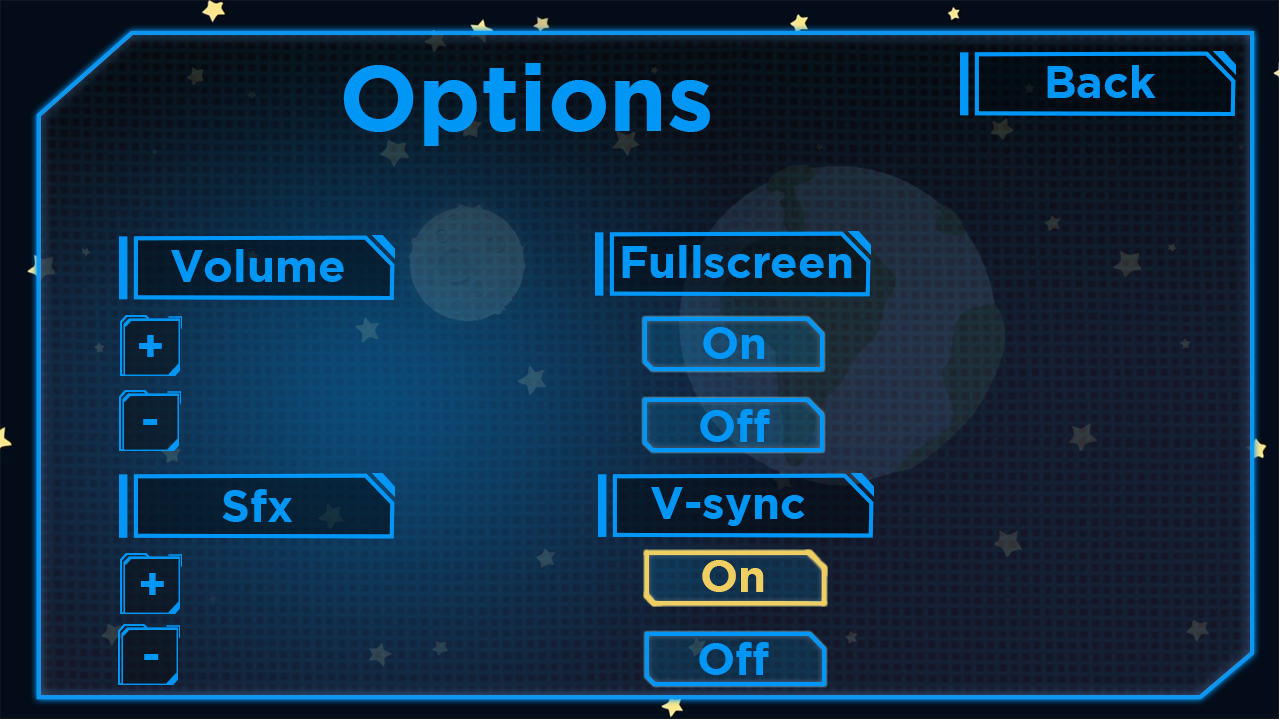 Options
Back
Volume
+
-
Sfx
+
-
Fullscreen
On
Off
V-sync
On
Off